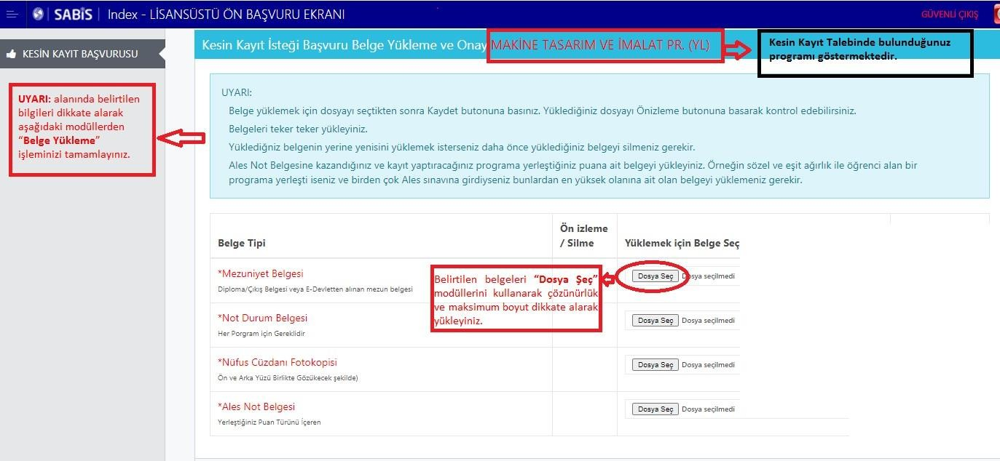 SABİS Index - LİSANSÜSTÜ ÖN BAŞVURU EKRANI
GÜVENLİ ÇIKIŞ
KESİN KAYIT BAŞVURUSU
Kesin Kayıt İsteği Başvuru Belge Yükleme ve Onay MAKİNE TASARIM VE İMALAT PR. (YL)
Kesin Kayıt Talebinde bulunduğunuz
programı göstermektedir.
UYARI: alanında belirtilen
bilgileri dikkate alarak
aşağıdaki modüllerden
“Belge Yükleme”
işleminizi tamamlayınız.
UYARI:
Belge yüklemek için dosyayı seçtikten sonra Kaydet butonuna basınız. Yüklediğiniz dosyayı Önizleme butonuna basarak kontrol edebilirsiniz.
Belgeleri teker teker yükleyiniz.
Yüklediğniz belgenin yerine yenisini yüklemek isterseniz daha önce yüklediğiniz belgeyi silmeniz gerekir.
Ales Not Belgesine kazandığınız ve kayıt yaptıracağınız programa yerleştiğiniz puana ait belgeyi yükleyiniz. Örneğin sözel ve eşit ağırlık ile öğrenci alan bir
programa yerleşti iseniz ve birden çok Ales sınavına girdiyseniz bunlardan en yüksek olanına ait olan belgeyi yüklemeniz gerekir.
Belge Tipi
Ön izleme
/ Silme
Yüklemek için Belge Seç
*Mezuniyet Belgesi
Diploma/Çıkış Belgesi veya E-Devletten alınan mezun belgesi
Dosya Seç Dosya seçilmedi
Belirtilen belgeleri “Dosya Şeç”
modüllerini kullanarak çözünürlük
ve maksimum boyut dikkate alarak
yükleyiniz.
*Not Durum Belgesi
Her Porgram için Gereklidir
Dosya Seç Dosya seçilmedi
*Nüfus Cüzdanı Fotokopisi
Ön ve Arka Yüzü Birlikte Gözükecek şekilde)
Dosya Seç Dosya seçilmedi
*Ales Not Belgesi
Yerleştiğiniz Puan Türünü İçeren
Dosya Seç Dosya seçilmedi